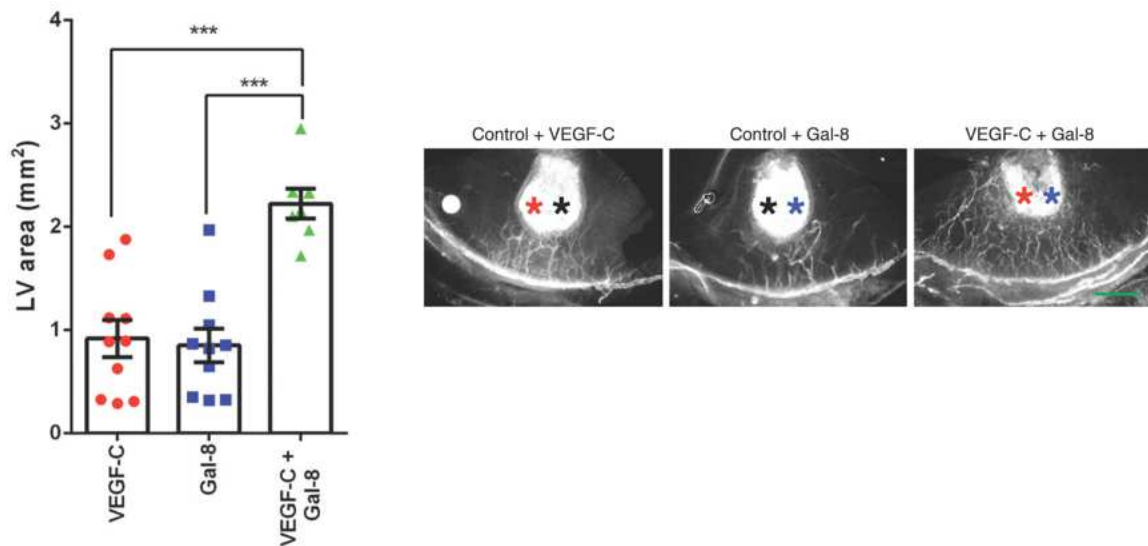 4
3
2
1
0
LV area (mm²)
***
***
VEGF-C
Gal-8
VEGF-C +
Gal-8
Control + VEGF-C
Control + Gal-8
VEGF-C + Gal-8
* *
* *
* *